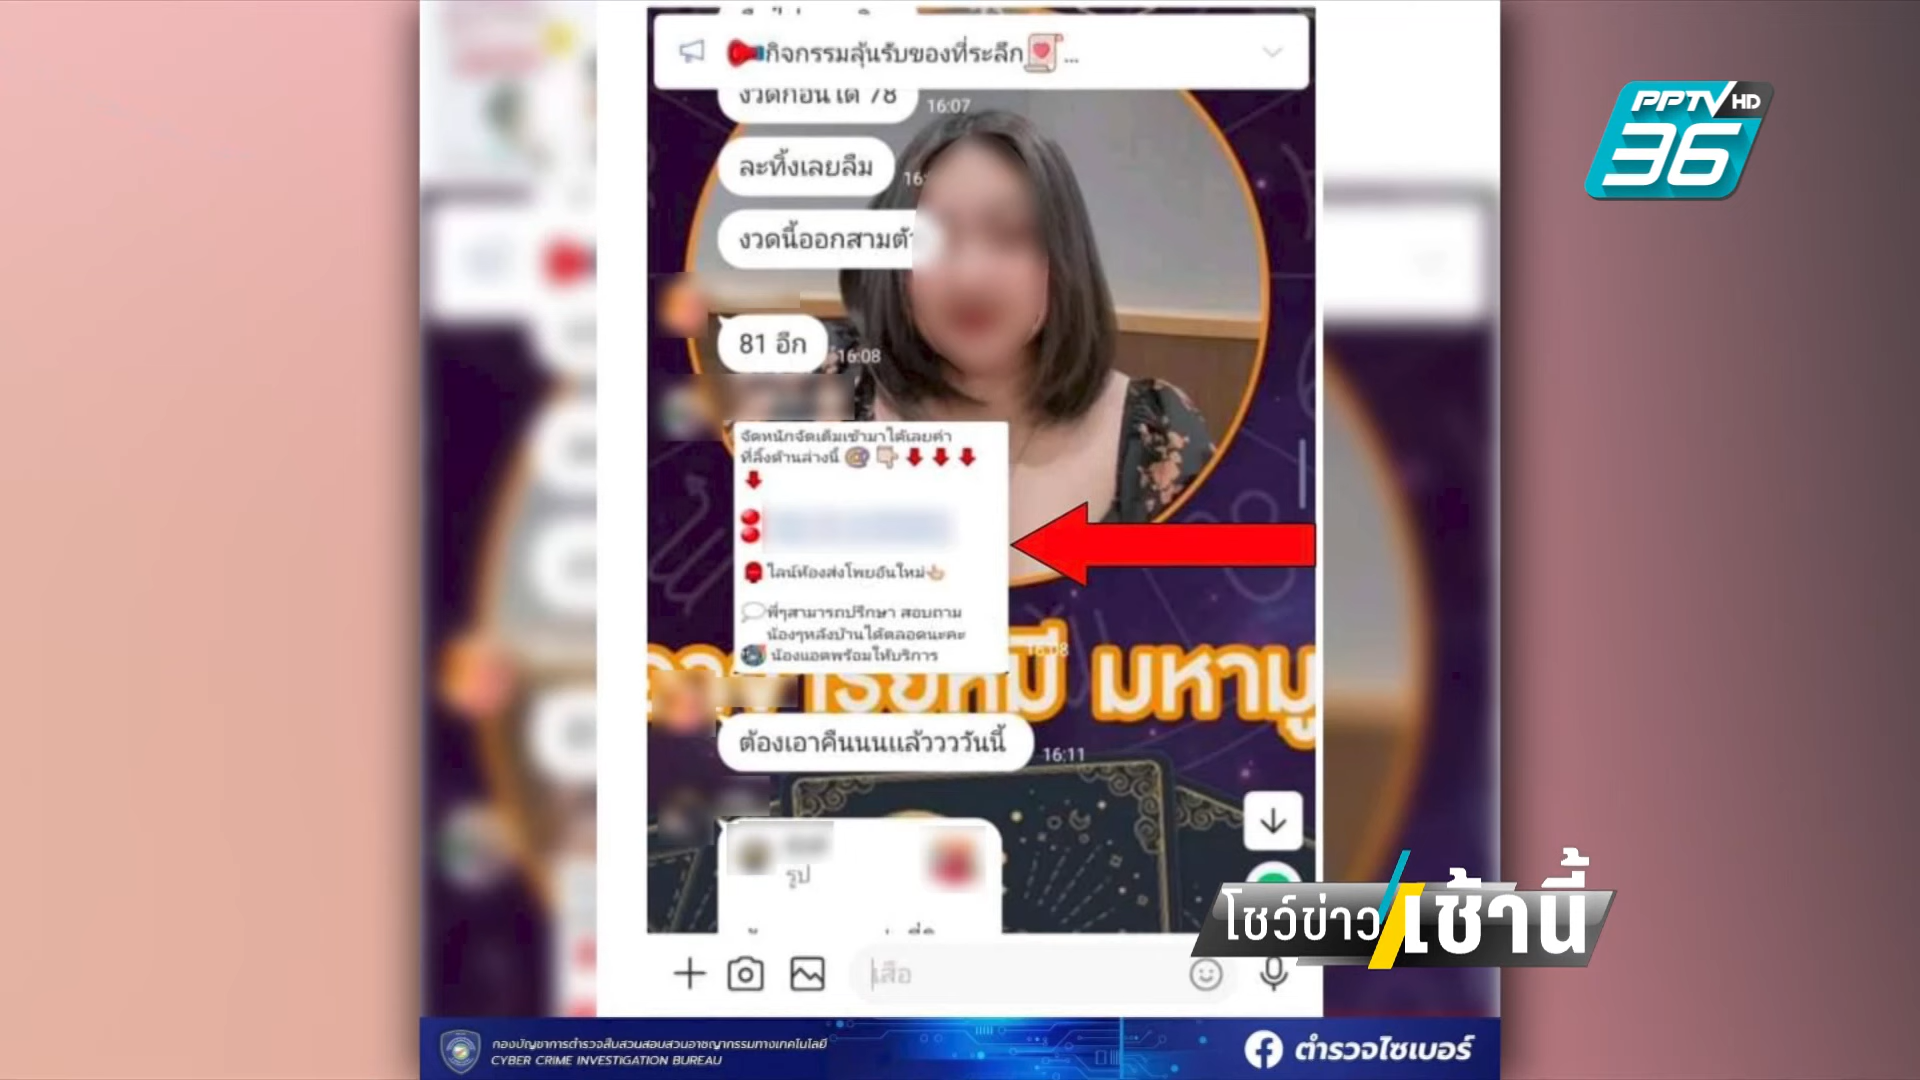 กิจกรรมลุ้นรับของที่ระลึก ...
PPTV HD
36
งวดก่อนได้ 78
16:07
ละทิ้งเลยลืม
16:
งวดนี้ออกสามตัว
81 อีก
16:08
จัดหนักจัดเต็มเข้ามาได้เลยค่า
ที่ลิ้งด้านล่างนี้
ไลน์ห้องส่งโพยอันใหม่
พี่ๆสามารถปรึกษา สอบถาม
น้องๆหลังบ้านได้ตลอดนะคะ
น้องแอดพร้อมให้บริการ
16:08
มหามู
ต้องเอาคืนนนแล้วววววันนี้
16:11
รูป
โชว์ข่าวเช้านี้
เสือ
กองบัญชาการตำรวจสืบสวนสอบสวนอาชญากรรมทางเทคโนโลยี
CYBER CRIME INVESTIGATION BUREAU
ตำรวจไซเบอร์